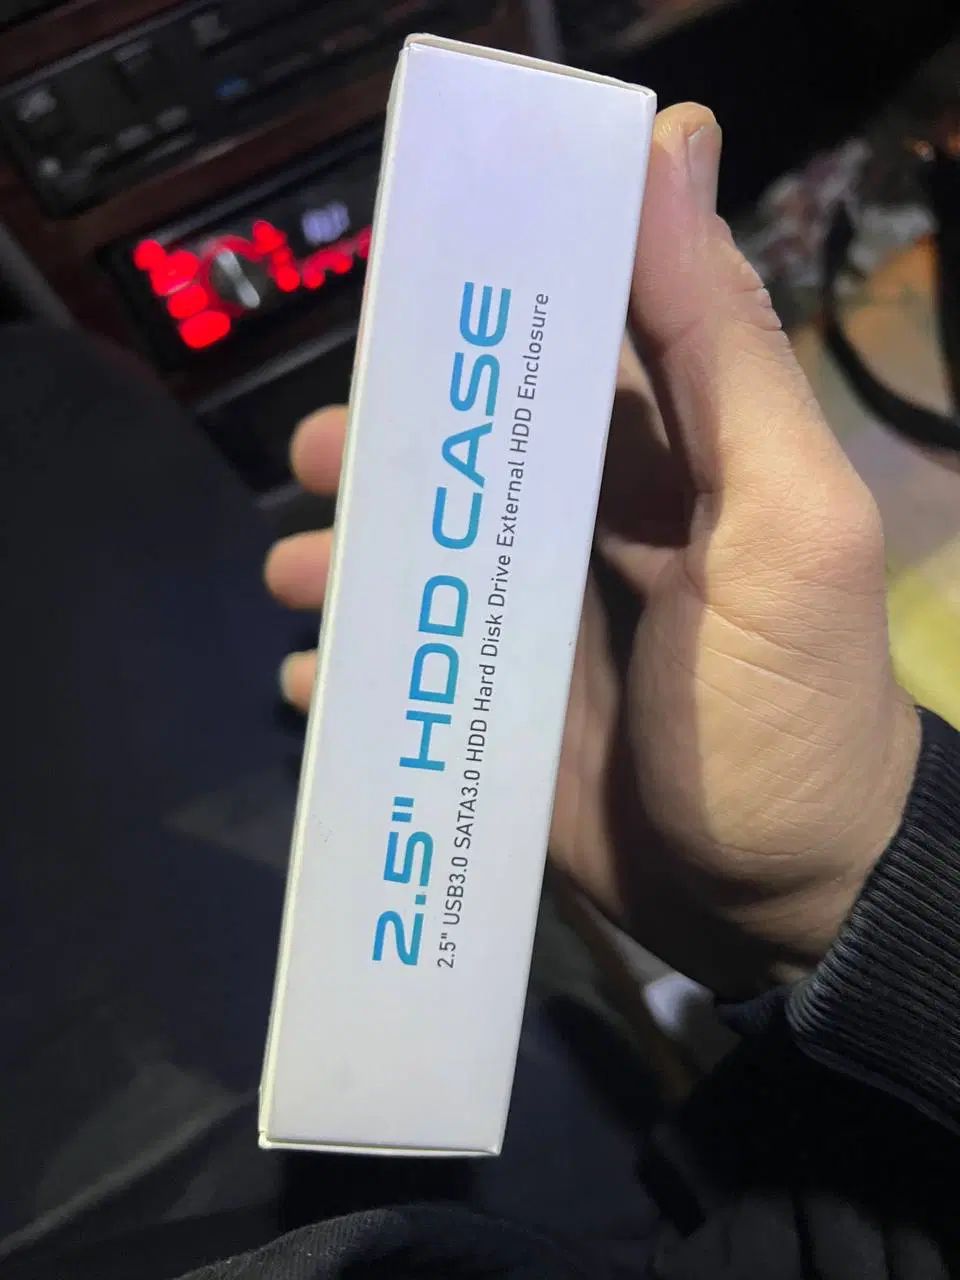 2.5" HDD CASE
2.5" USB3.0 SATA3.0 HDD Hard Disk Drive External HDD Enclosure